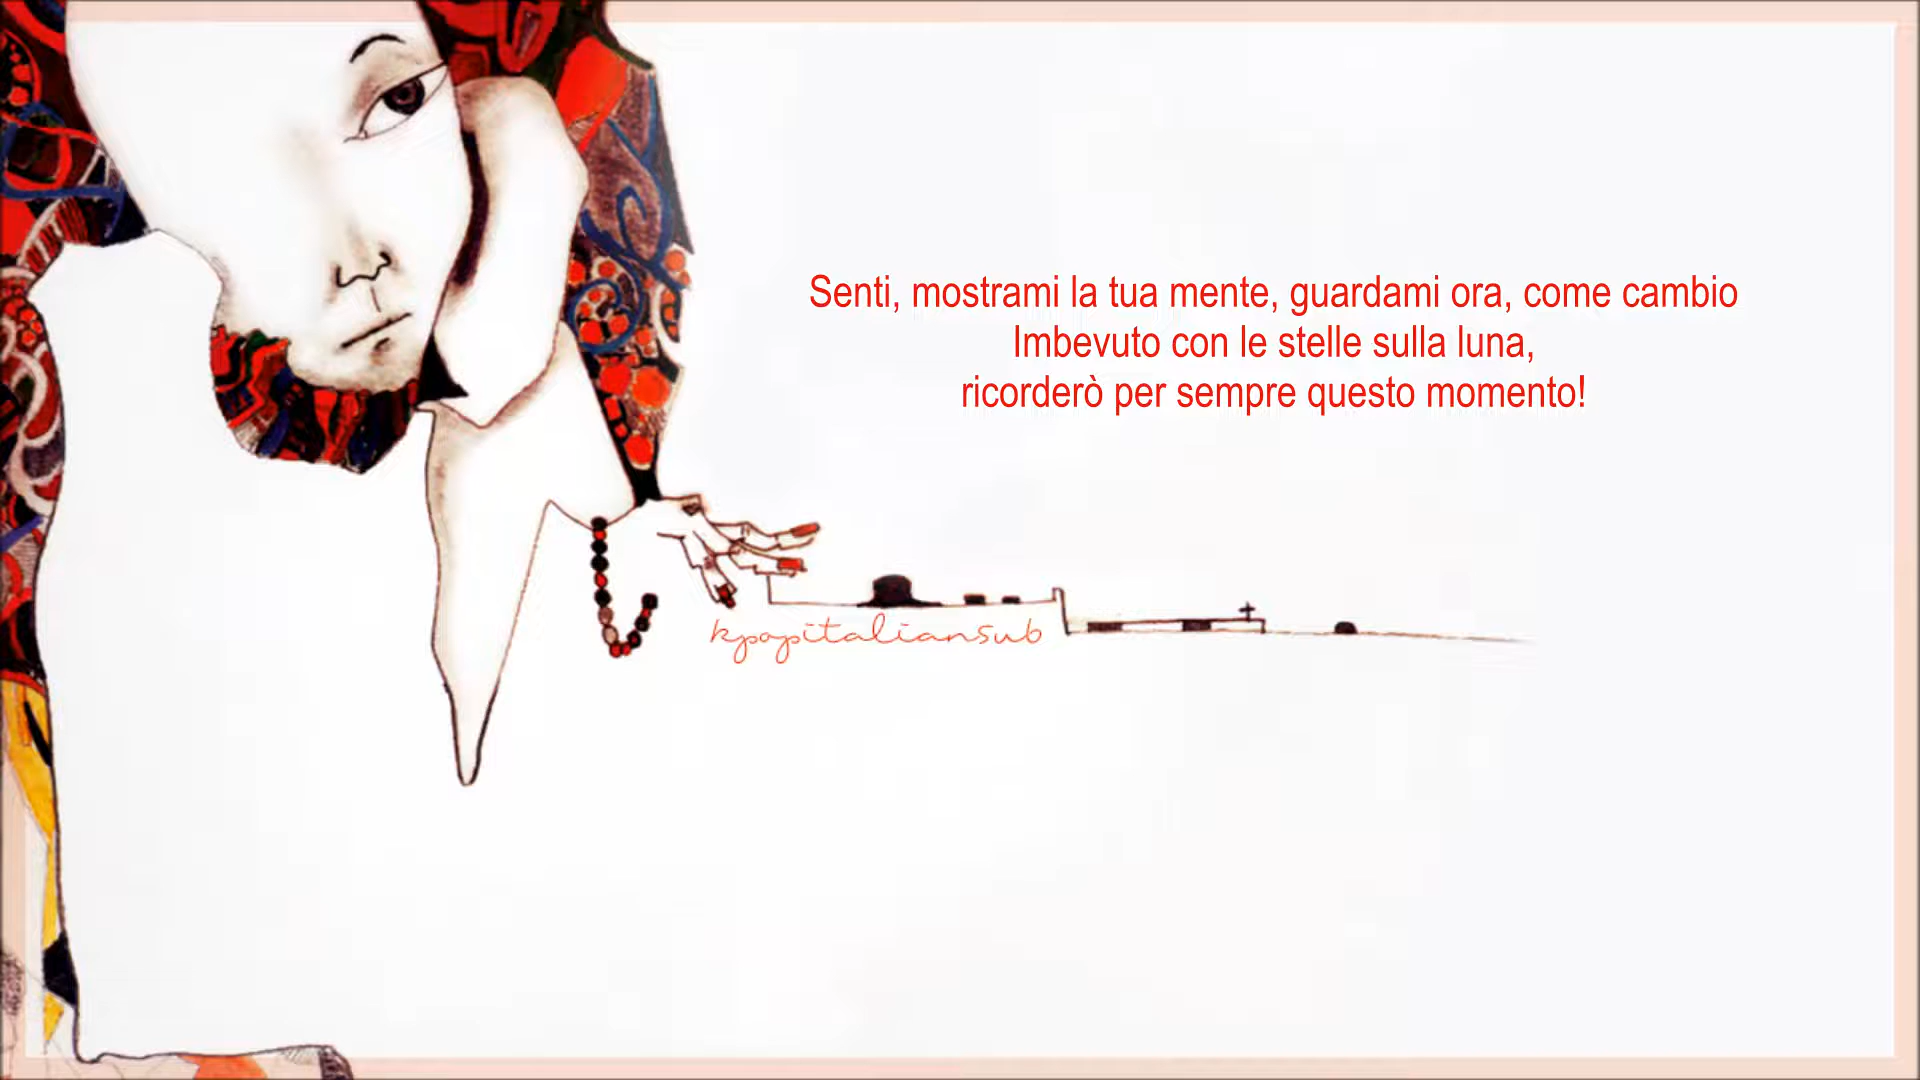 Senti, mostrami la tua mente, guardami ora, come cambio
Imbevuto con le stelle sulla luna,
ricorderò per sempre questo momento!
kpopitaliansub